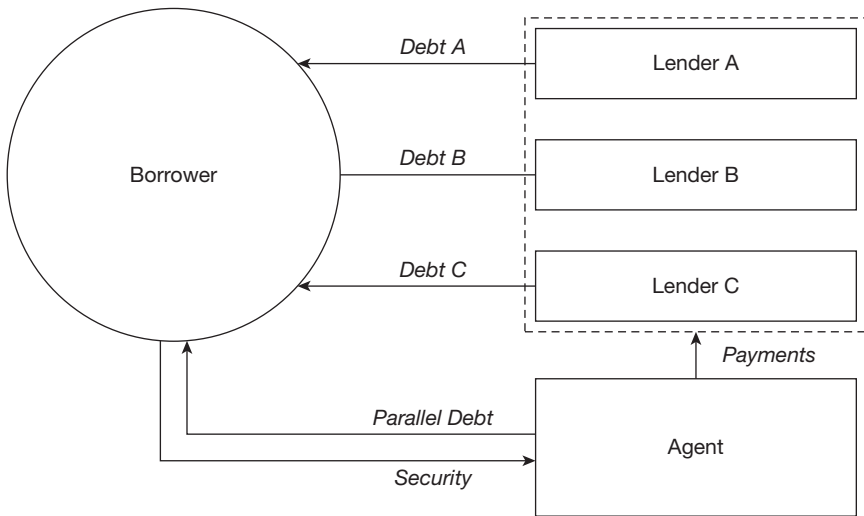 Debt A
Lender A
Borrower
Debt B
Lender B
Debt C
Lender C
Payments
Parallel Debt
Agent
Security